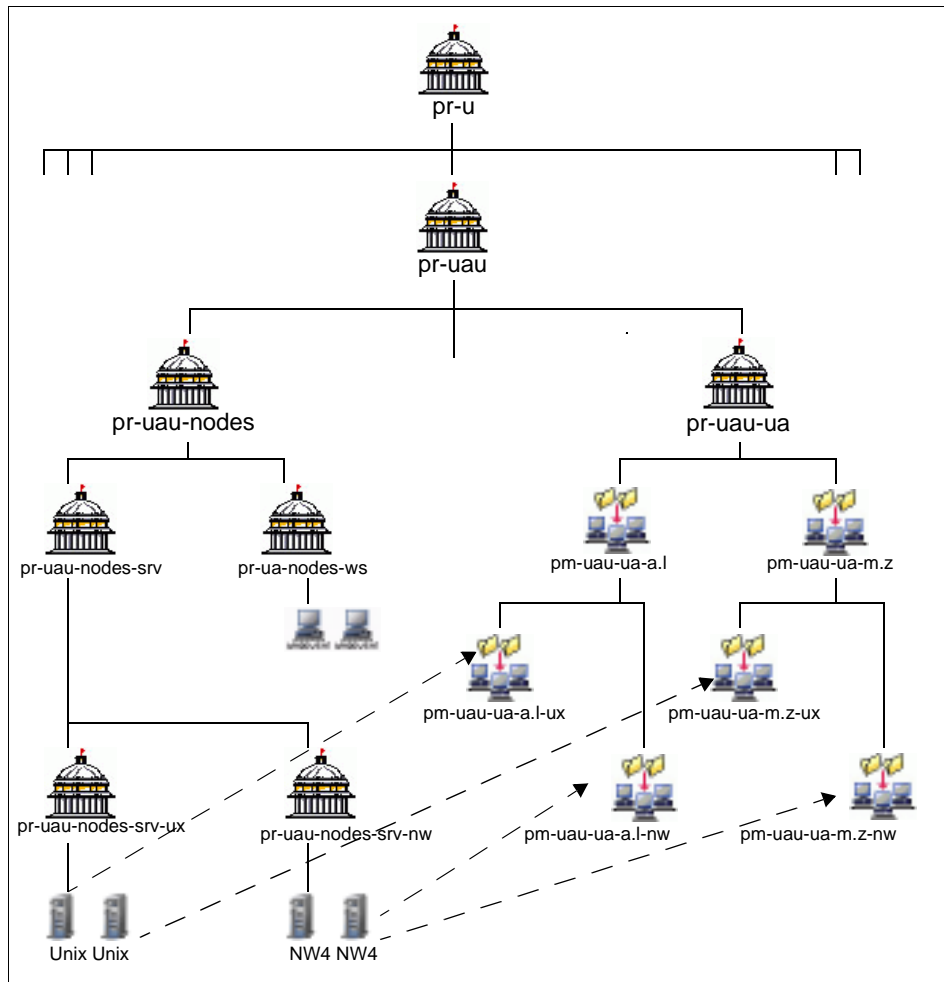 pr-u
pr-uau
pr-uau-nodes
pr-uau-ua
pr-uau-nodes-srv
pr-ua-nodes-ws
pm-uau-ua-a.l
pm-uau-ua-m.z
pm-uau-ua-a.l-ux
pm-uau-ua-m.z-ux
pr-uau-nodes-srv-ux
pr-uau-nodes-srv-nw
pm-uau-ua-a.l-nw
pm-uau-ua-m.z-nw
Unix Unix
NW4 NW4